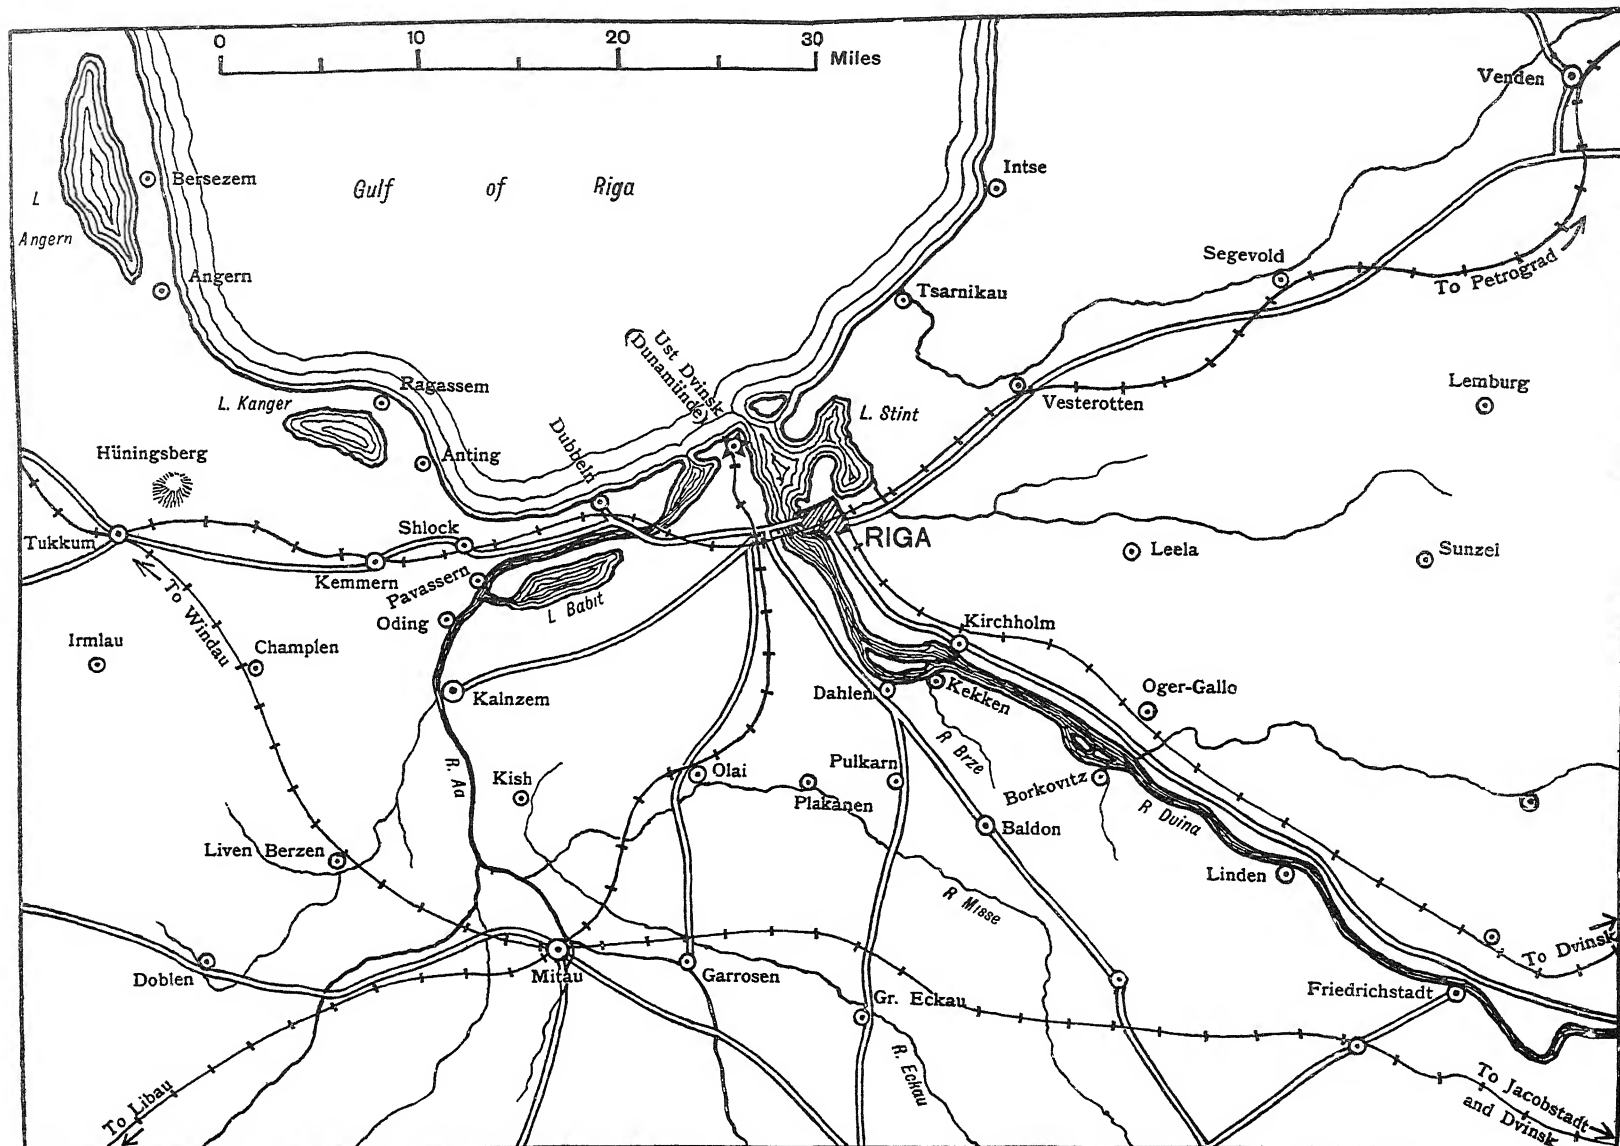 0 10 20 30 Miles
Venden
Intse
Bersezem
Gulf of Riga
L
Angern
Angern
Segevold
To Petrograd
Tsarnikau
Ust Dvinsk
(Dunamünde)
Ragassem
L. Kanger
L. Stint
Vesterotten
Lemburg
Dubbeln
Anting
Hüningsberg
Shlock
Tukkum
RIGA
Leela
Sunzel
Kemmern
Pavassern
L Babit
To Windau
Oding
Kirchholm
Irmlau
Champlen
Dahlen
Kekken
Oger-Gallo
Kalnzem
R. Aa
Kish
Olai
Plakanen
Pulkarn
R Brze
Borkovitz
R Duina
Baldon
Liven Berzen
Linden
R Misse
Doblen
Mitau
Garrosen
Gr. Eckau
Friedrichstadt
To Dvinsk
R. Eckau
To Libau
To Jacobstadt
and Dvinsk